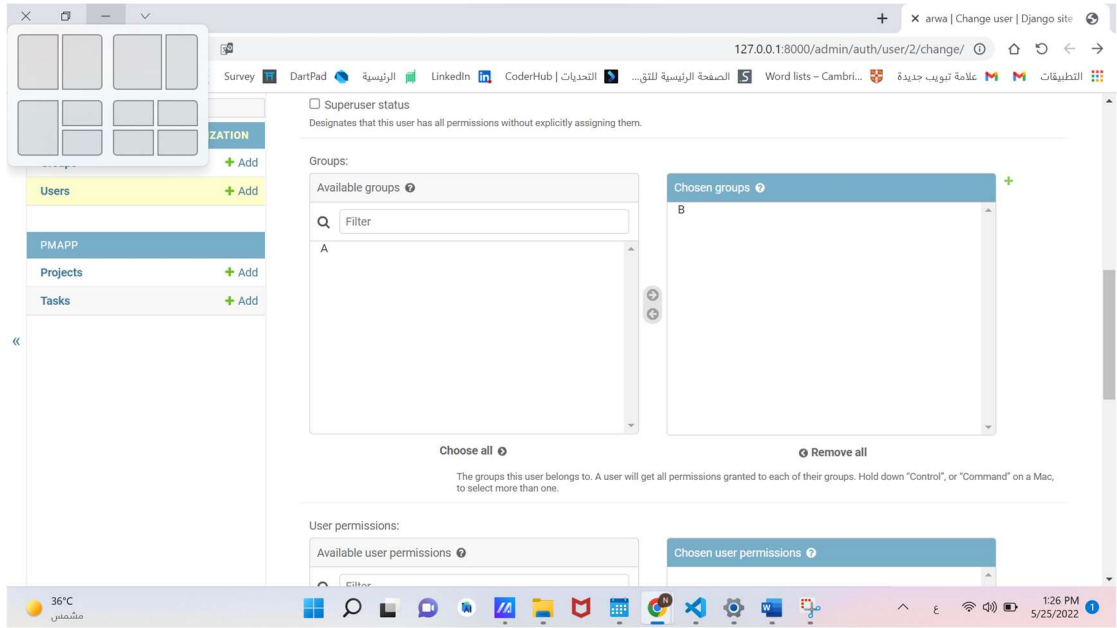 arwa | Change user | Django site
127.0.0.1:8000/admin/auth/user/2/change/
Survey
DartPad
الرئيسية
LinkedIn
CoderHub | التحديات
الصفحة الرئيسية للتق...
Word lists – Cambri...
علامة تبويب جديدة
التطبيقات
ZATION
+ Add
Users + Add
PMAPP
Projects + Add
Tasks + Add
«
Superuser status
Designates that this user has all permissions without explicitly assigning them.
Groups:
Available groups
Filter
A
Choose all
Chosen groups
B
Remove all
The groups this user belongs to. A user will get all permissions granted to each of their groups. Hold down “Control”, or “Command” on a Mac,
to select more than one.
User permissions:
Available user permissions
Filter
Chosen user permissions
36°C
مشمس
N
W
ع
1:26 PM
5/25/2022
1